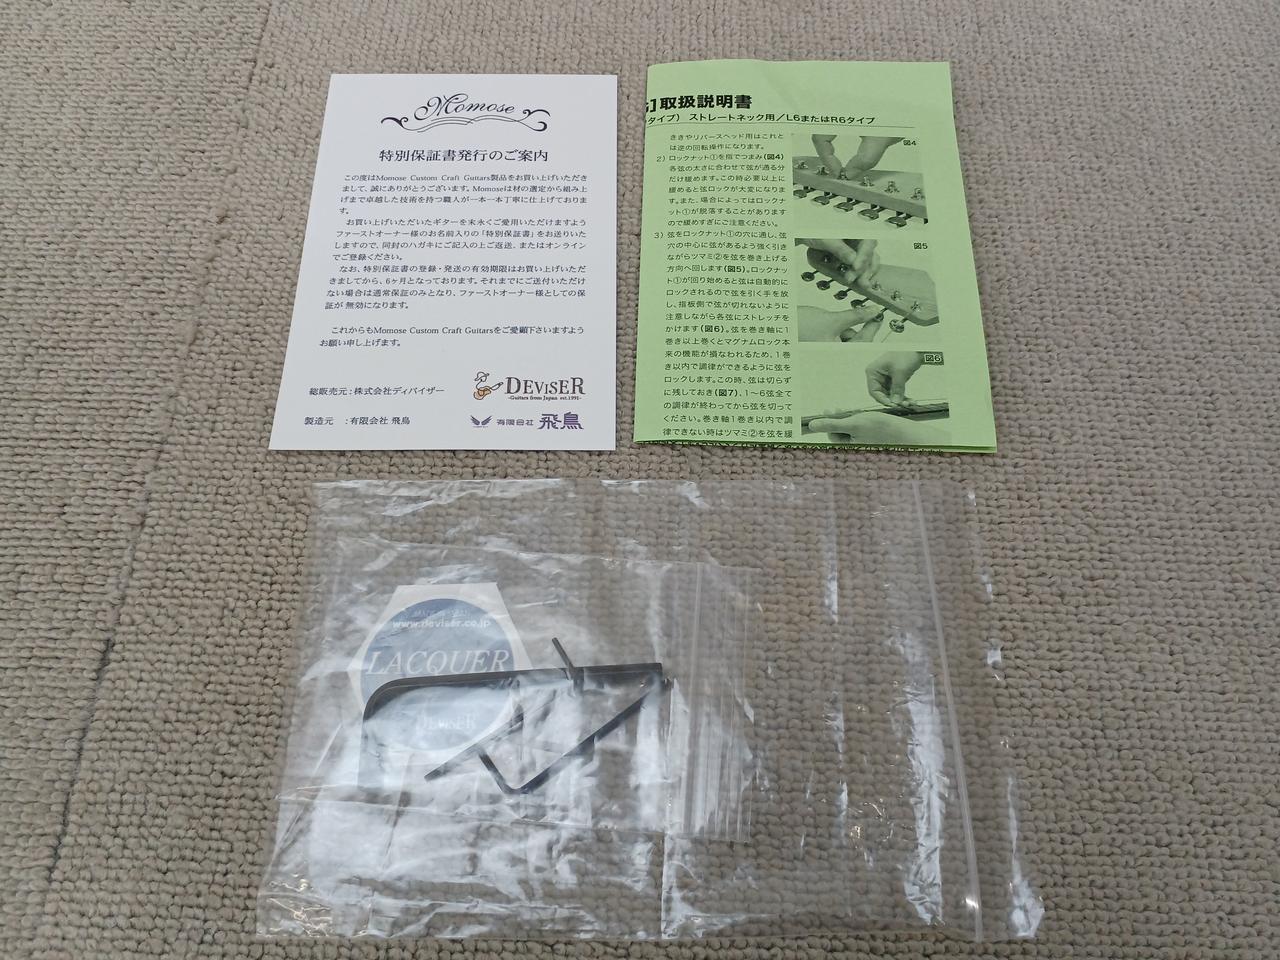 Momose
特別保証書発行のご案内
この度はMomose Custom Craft Guitars製品をお買い上げいただき
まして、誠にありがとうございます。Momoseは材の選定から組み上
げまで卓越した技術を持つ職人が一本一本丁寧に仕上げておりま
す。
お買い上げいただいたギターを末永くご愛用いただけますよう
ファーストオーナー様のお名前入りの「特別保証書」をお送りいた
しますので、同封のハガキにご記入の上ご返送、またはオンライン
でご登録ください。
なお、特別保証書の登録・発送の有効期限はお買い上げいただ
きましてから、6ヶ月となっております。それまでにご送付いただけ
ない場合は通常保証のみとなり、ファーストオーナー様としての保
証が 無効になります。
これからもMomose Custom Craft Guitarsをご愛顧下さいますよう
お願い申し上げます。
総販売元:株式会社ディバイザー
DEVISER
-Guitars from Japan est.1991-
製造元 :有限会社 飛鳥
有限会社 飛鳥
]取扱説明書
タイプ) ストレートネック用/L6またはR6タイプ
ききやリバースヘッド用はこれと
は逆の回転操作になります。
2)ロックナット①を指でつまみ(図4)
各弦の太さに合わせて弦が通る分
だけ緩めます。この時必要以上に
緩めると弦ロックが大変になりま
す。また、場合によってはロックナ
ット①が脱落することがあります
ので緩めすぎにご注意ください。
3)弦をロックナット①の穴に通し、弦
穴の中心に弦があるよう強く引き
ながらツマミ②を弦を巻き上げる
方向へ回します(図5)。ロックナッ
ト①が回り始めると弦は自動的に
ロックされるので弦を引く手を放
し、指板側で弦が切れないように
注意しながら各弦にストレッチを
かけます(図6)。弦を巻き軸に1
巻き以上巻くとマグナムロック本
来の機能が損なわれるため、1巻
き以内で調律ができるように弦を
ロックします。この時、弦は切らず
に残しておき(図7)、1~6弦全て
の調律が終わってから弦を切って
ください。巻き軸1巻き以内で調
律できない時はツマミ②を弦を緩
図4
図5
図6
www.deviser.co.jp
LACQUER
DEVISER